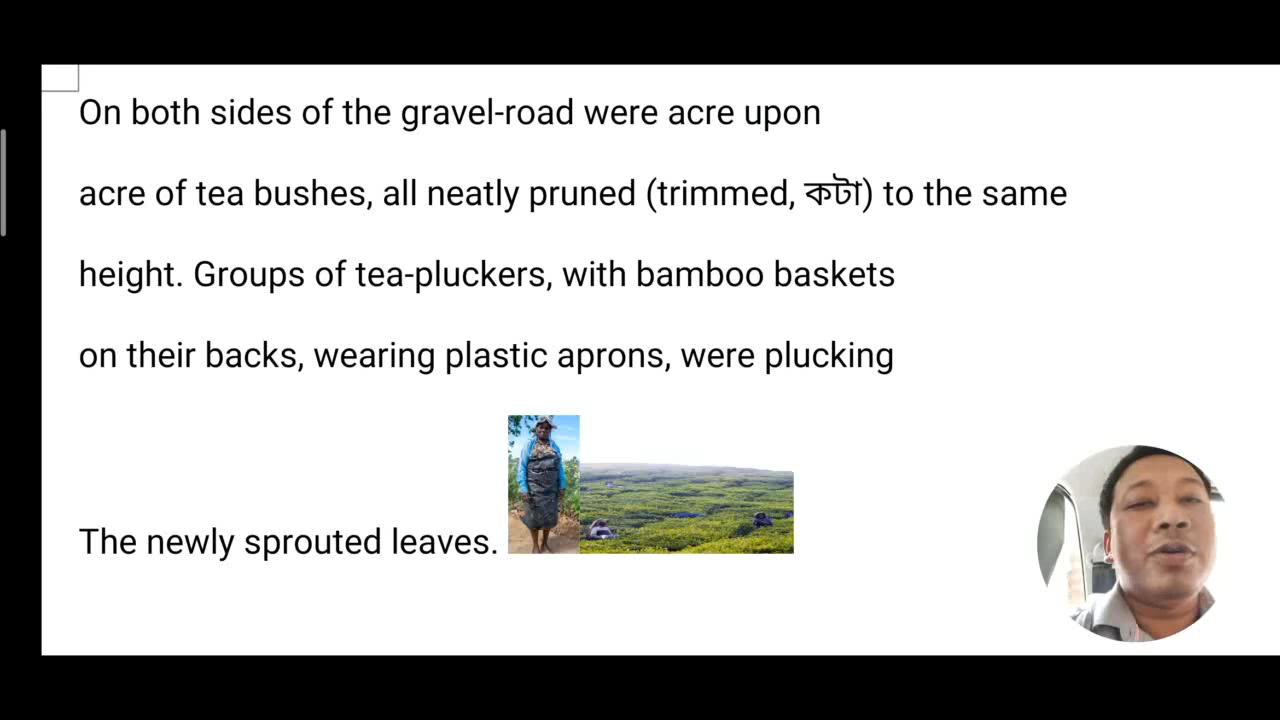 On both sides of the gravel-road were acre upon
acre of tea bushes, all neatly pruned (trimmed, কটা) to the same
height. Groups of tea-pluckers, with bamboo baskets
on their backs, wearing plastic aprons, were plucking
The newly sprouted leaves.